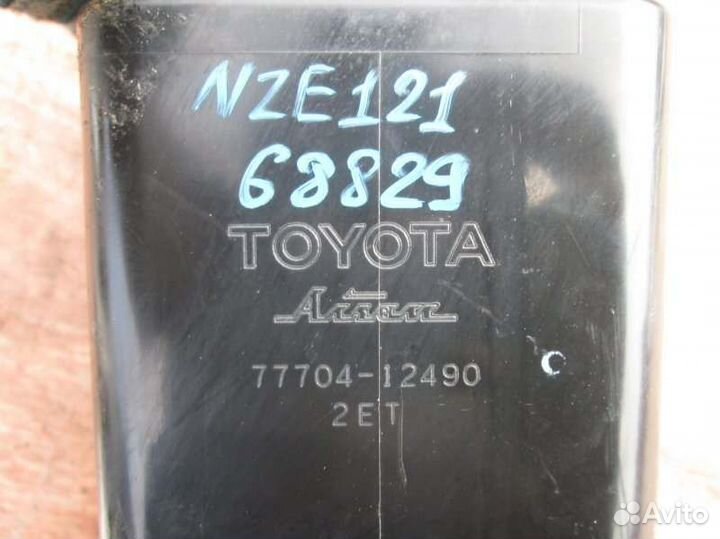 NZE121
68829
TOYOTA
Aisan
77704-12490
2ET
Avito